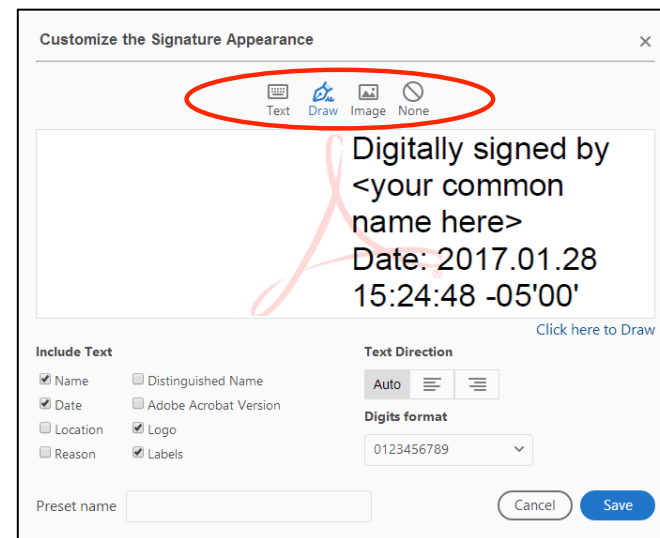 Customize the Signature Appearance
Text Draw Image None
Digitally signed by
<your common
name here>
Date: 2017.01.28
15:24:48 -05'00'
Click here to Draw
Include Text
Name Distinguished Name
Date Adobe Acrobat Version
Location Logo
Reason Labels
Text Direction
Auto
Digits format
0123456789
Preset name
Cancel Save